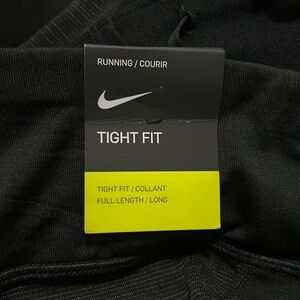 RUNNING / COURIR
TIGHT FIT
TIGHT FIT / COLLANT
FULL LENGTH / LONG